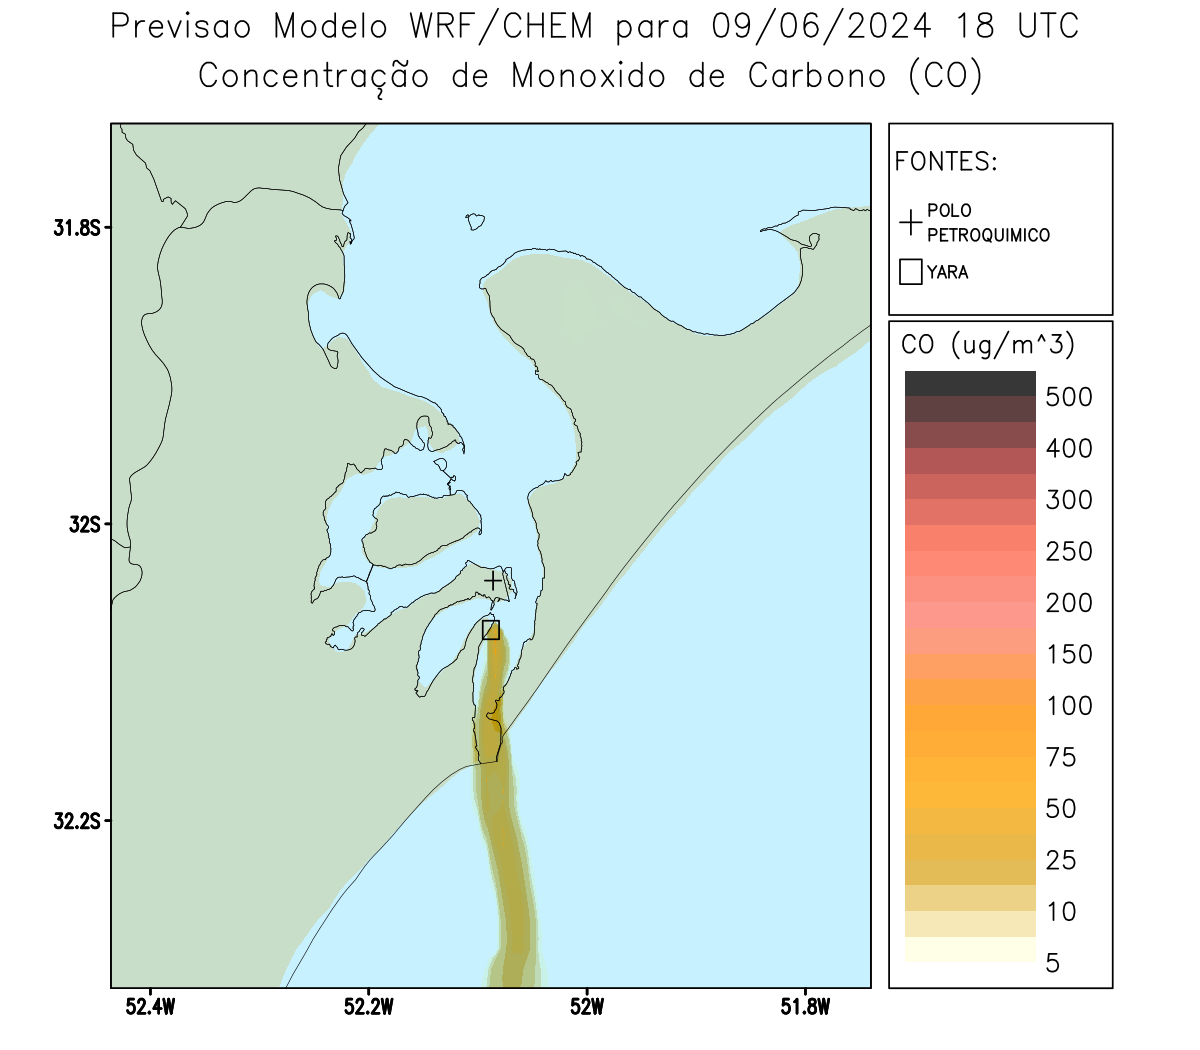 Previsao Modelo WRF/CHEM para 09/06/2024 18 UTC
Concentração de Monoxido de Carbono (CO)
FONTES:
POLO
PETROQUIMICO
YARA
CO (ug/m^3)
500
400
300
250
200
150
100
75
50
25
10
5
31.8S
32S
32.2S
52.4W
52.2W
52W
51.8W